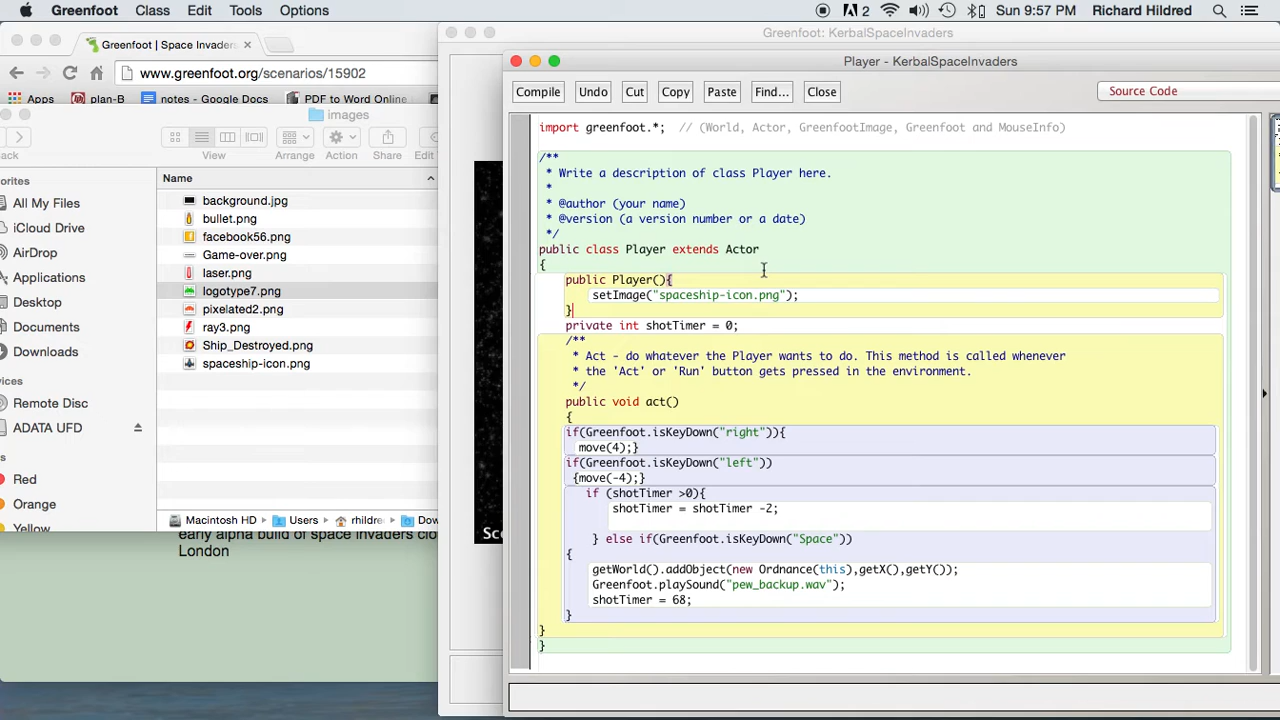 Greenfoot Class Edit Tools Options 2 Sun 9:57 PM Richard Hildred
Greenfoot | Space Invader
Greenfoot: KerbalSpaceInvaders
www.greenfoot.org/scenarios/15902
Apps plan-B notes - Google Docs PDF to Word Online
images
View Arrange Action Share Edit
Name
All My Files
iCloud Drive
AirDrop
Applications
Desktop
Documents
Downloads
Remote Disc
ADATA UFD
Red
Orange
Yellow
background.jpg
bullet.png
facebook56.png
Game-over.png
laser.png
logotype7.png
pixelated2.png
ray3.png
Ship_Destroyed.png
spaceship-icon.png
Macintosh HD Users rhildre Dow
early alpha build of space invaders clo
London
Sco
Player - KerbalSpaceInvaders
Compile Undo Cut Copy Paste Find... Close Source Code
import greenfoot.*; // (World, Actor, GreenfootImage, Greenfoot and MouseInfo)
/**
* Write a description of class Player here.
*
* @author (your name)
* @version (a version number or a date)
*/
public class Player extends Actor
{
public Player(){
setImage("spaceship-icon.png");
}
private int shotTimer = 0;
/**
* Act - do whatever the Player wants to do. This method is called whenever
* the 'Act' or 'Run' button gets pressed in the environment.
*/
public void act()
{
if(Greenfoot.isKeyDown("right")){
move(4);}
if(Greenfoot.isKeyDown("left"))
{move(-4);}
if (shotTimer >0){
shotTimer = shotTimer -2;
} else if(Greenfoot.isKeyDown("Space"))
{
getWorld().addObject(new Ordnance(this),getX(),getY());
Greenfoot.playSound("pew_backup.wav");
shotTimer = 68;
}
}
}